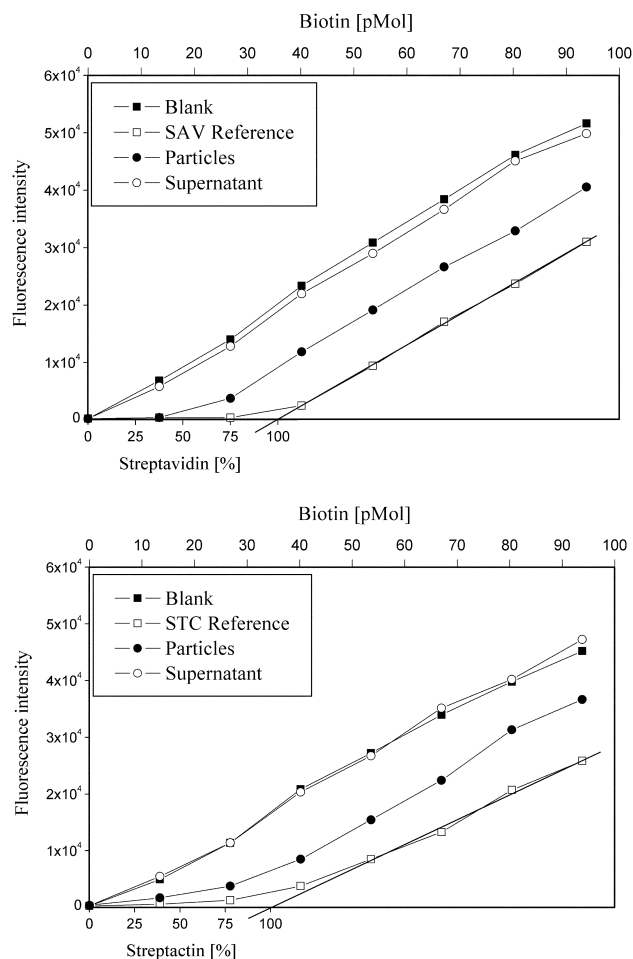 Biotin [pMol]
0 10 20 30 40 50 60 70 80 90 100
6x10⁴
5x10⁴
4x10⁴
3x10⁴
2x10⁴
1x10⁴
0
Fluorescence intensity
Blank
SAV Reference
Particles
Supernatant
0 25 50 75 100
Streptavidin [%]
Biotin [pMol]
0 10 20 30 40 50 60 70 80 90 100
6x10⁴
5x10⁴
4x10⁴
3x10⁴
2x10⁴
1x10⁴
0
Fluorescence intensity
Blank
STC Reference
Particles
Supernatant
0 25 50 75 100
Streptactin [%]